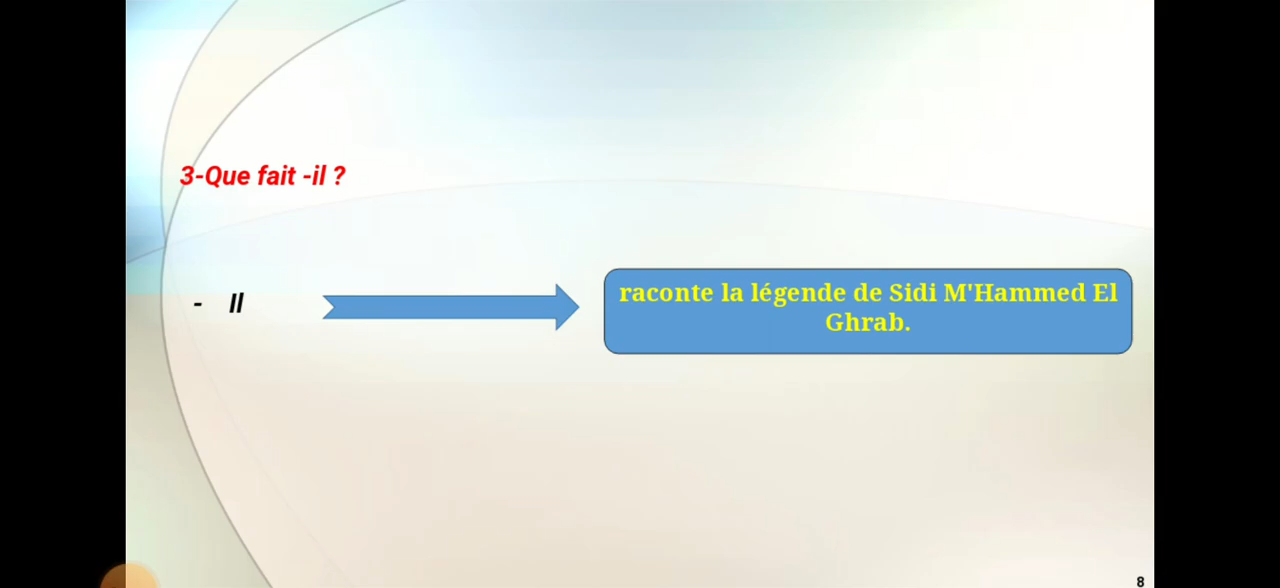 3-Que fait -il ?
- Il
raconte la légende de Sidi M'Hammed El
Ghrab.
8